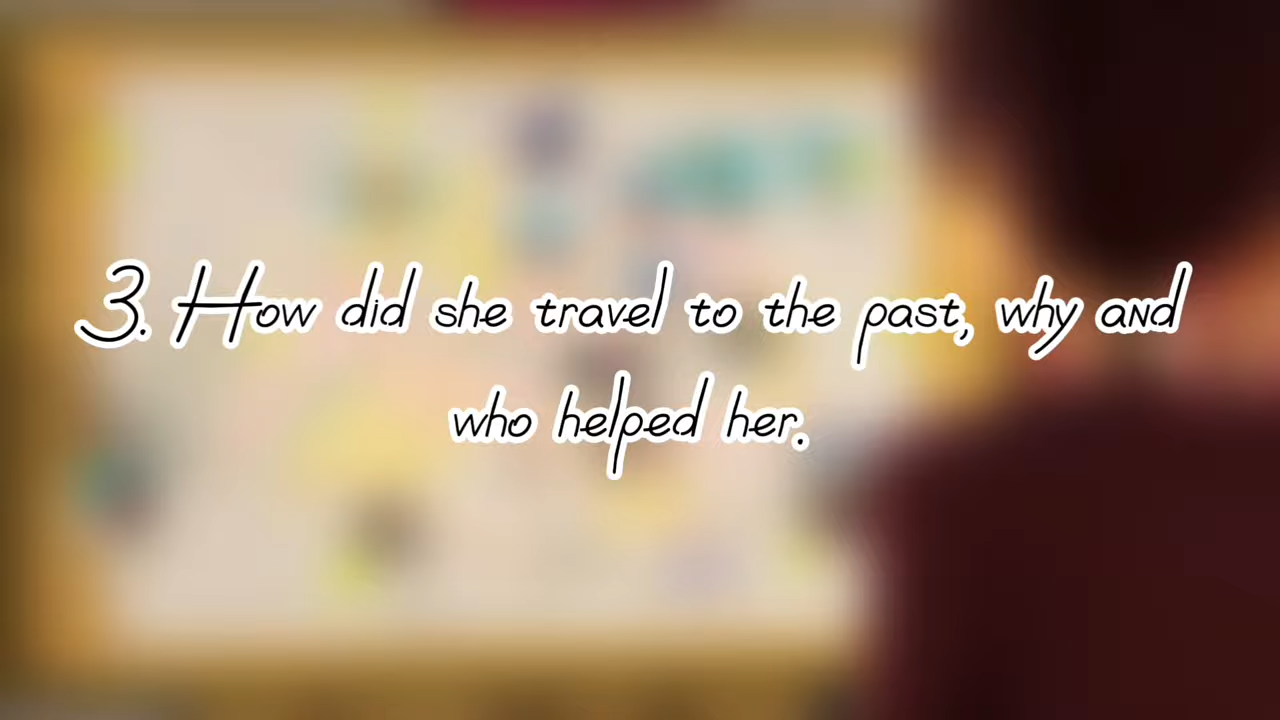 3. How did she travel to the past, why and
who helped her.